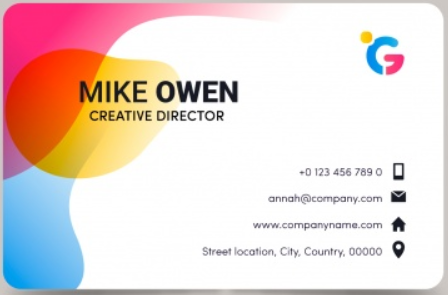 MIKE OWEN
CREATIVE DIRECTOR
G
+0 123 456 789 0
annah@company.com
www.companyname.com
Street location, City, Country, 00000